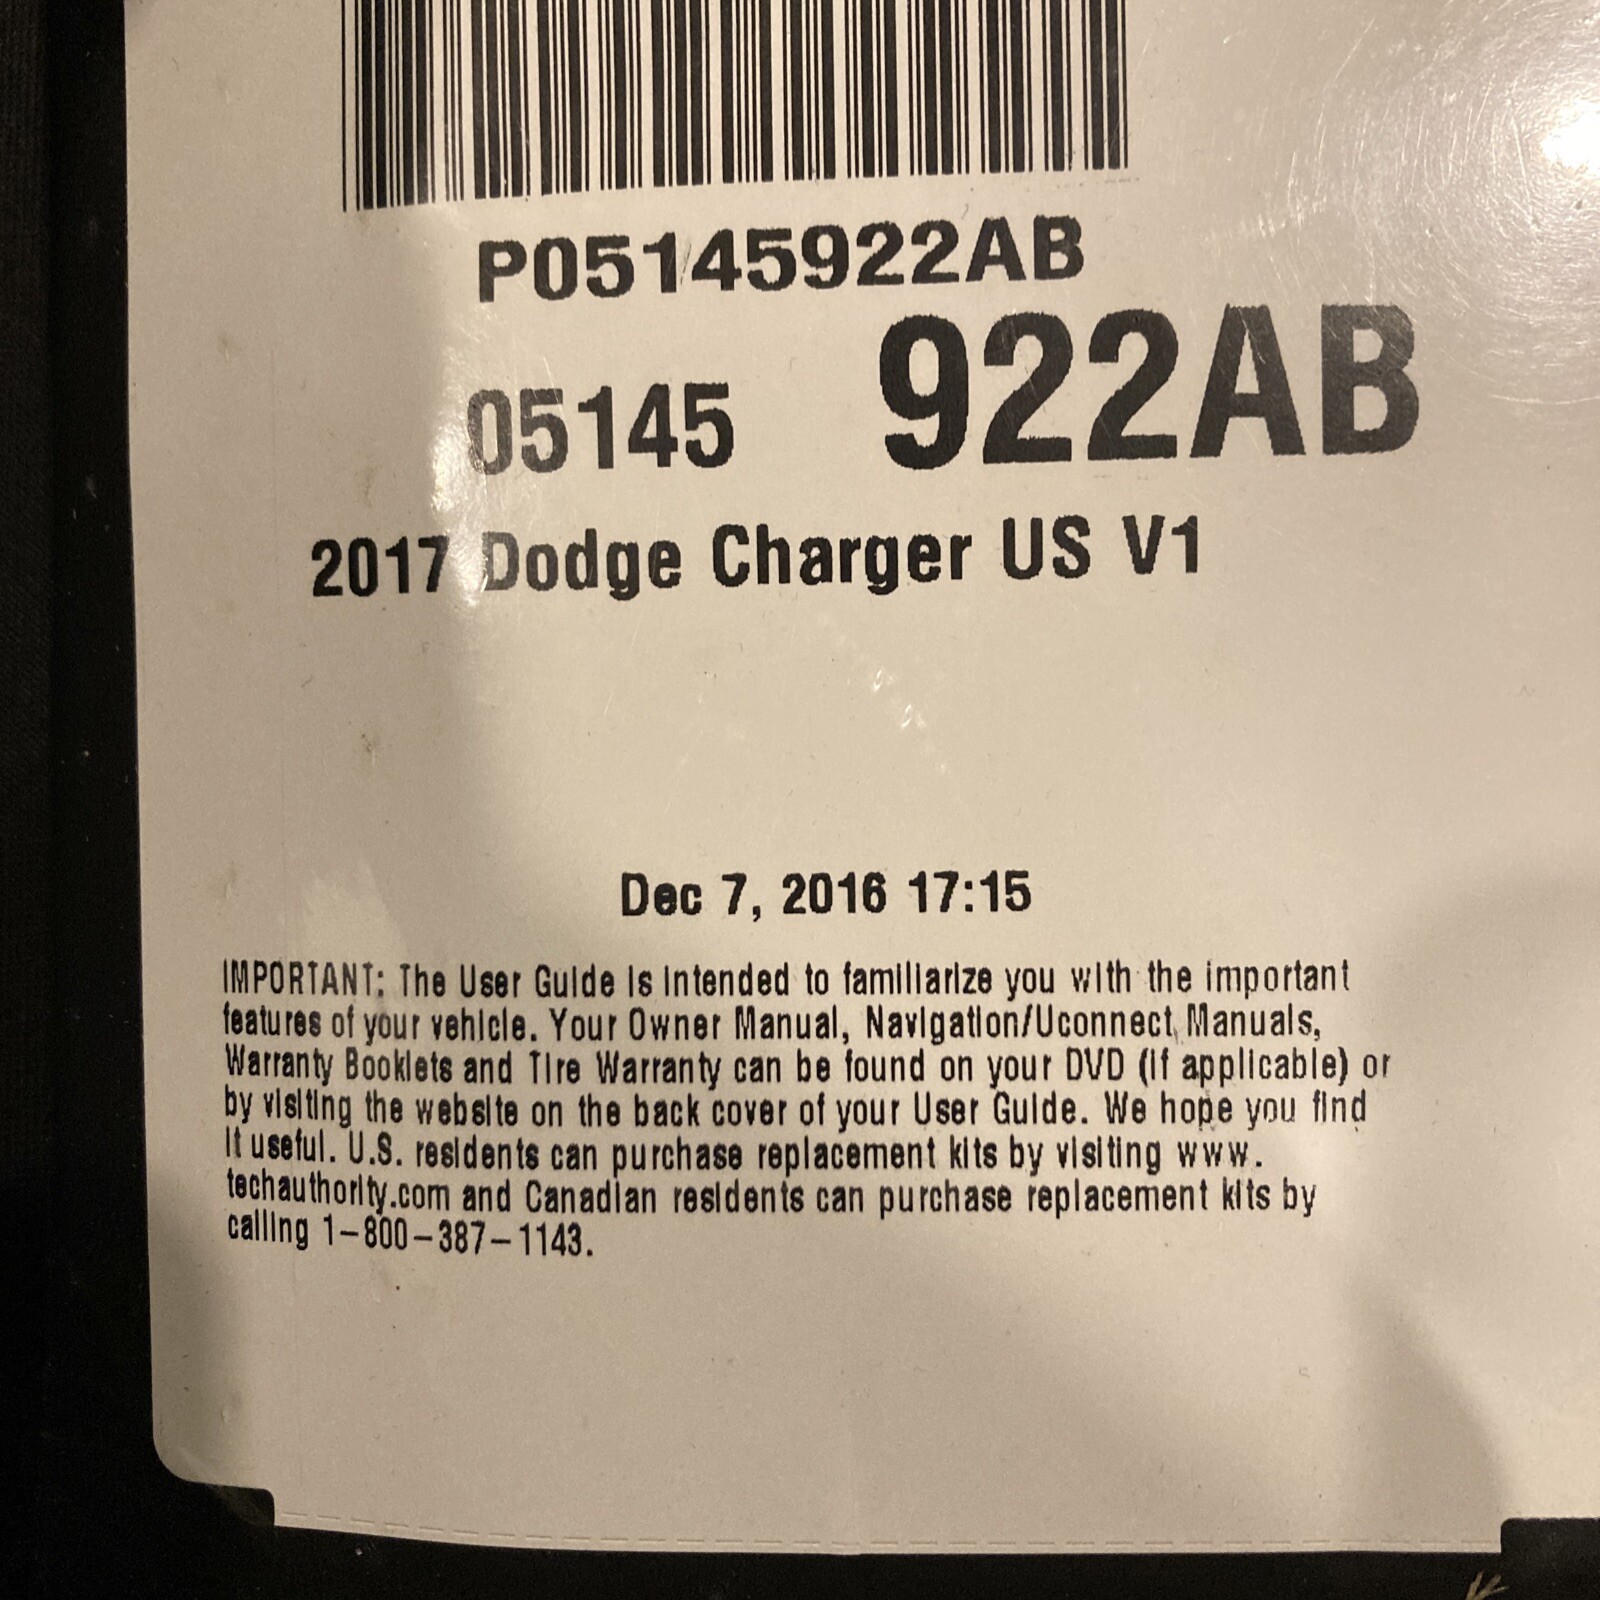 P05145922AB
05145 922AB
2017 Dodge Charger US V1
Dec 7, 2016 17:15
IMPORTANT: The User Guide is intended to familiarize you with the important
features of your vehicle. Your Owner Manual, Navigation/Uconnect Manuals,
Warranty Booklets and Tire Warranty can be found on your DVD (if applicable) or
by visiting the website on the back cover of your User Guide. We hope you find
it useful. U.S. residents can purchase replacement kits by visiting www.
techauthority.com and Canadian residents can purchase replacement kits by
calling 1-800-387-1143.